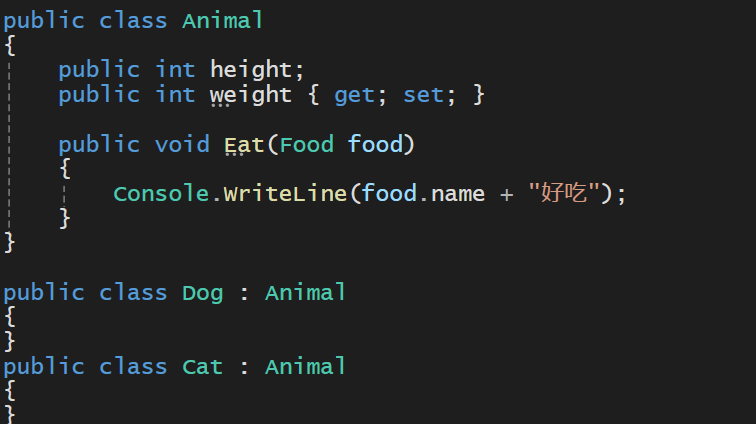 public class Animal
{
public int height;
public int weight { get; set; }
public void Eat(Food food)
{
Console.WriteLine(food.name + "好吃");
}
}
public class Dog : Animal
{
}
public class Cat : Animal
{
}